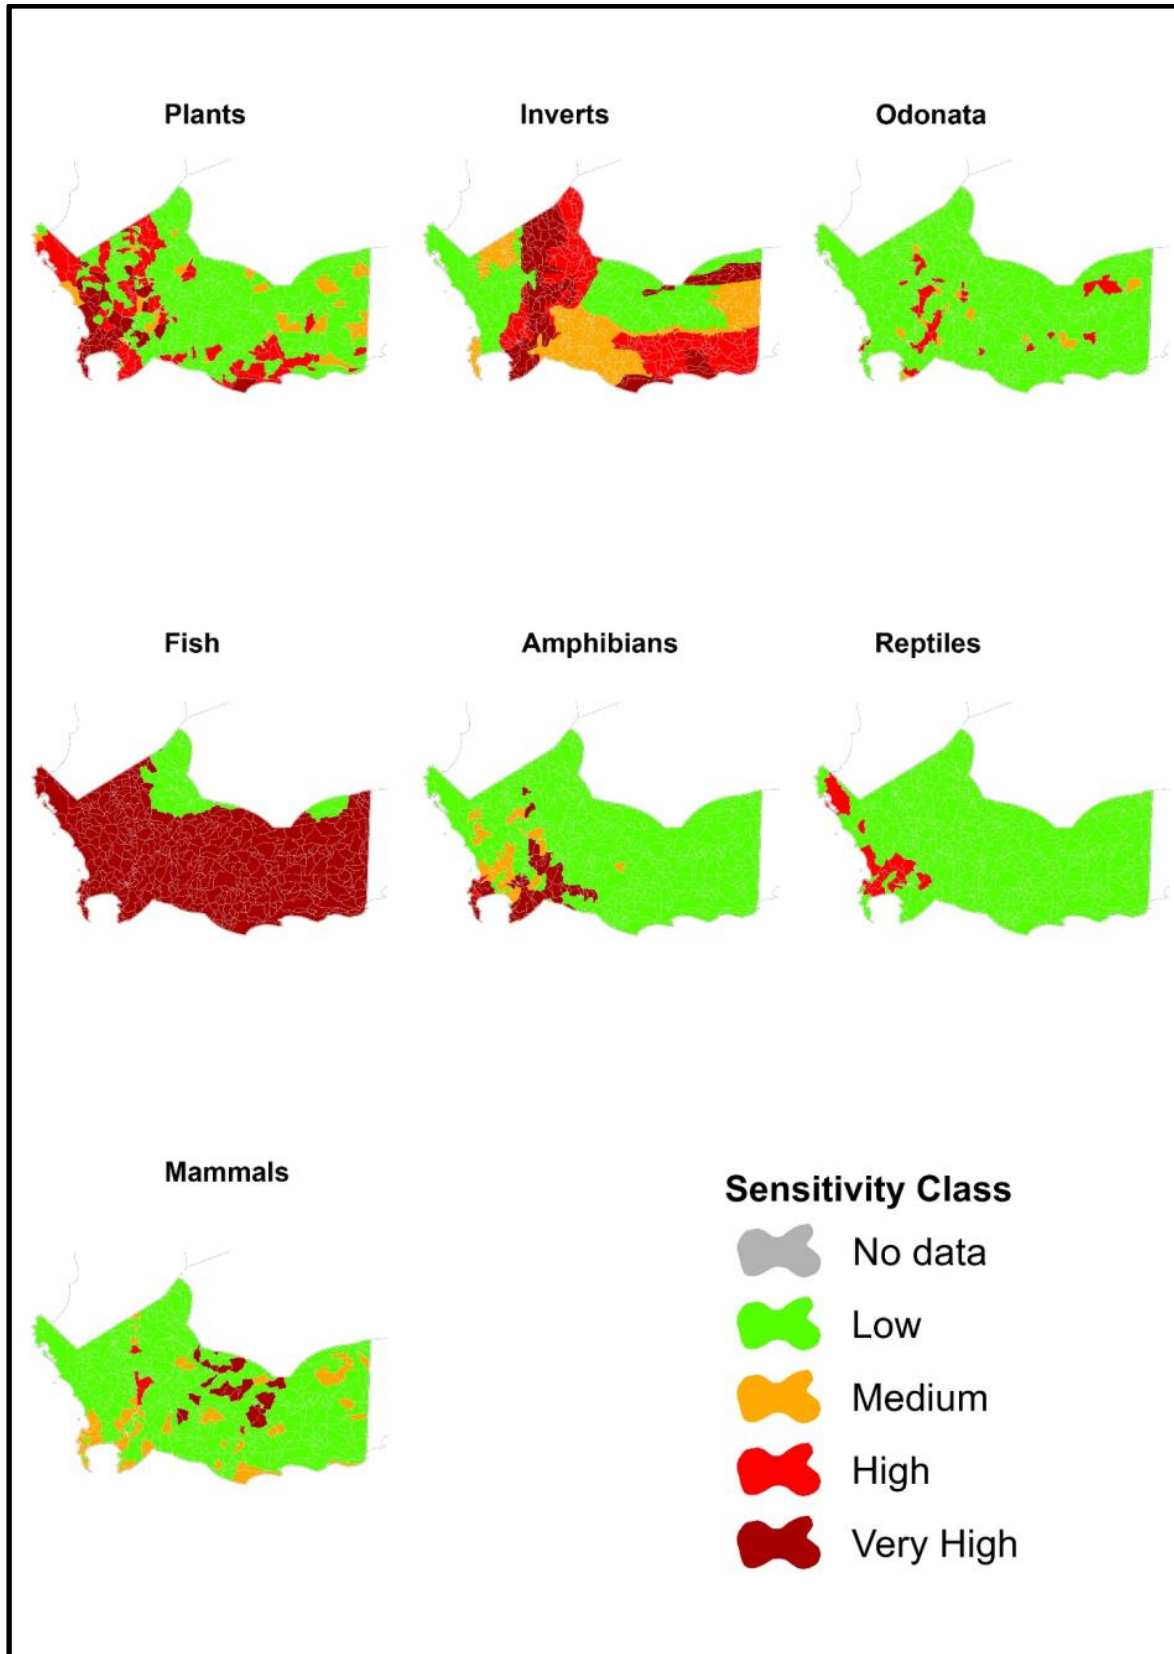 Plants
Inverts
Odonata
Fish
Amphibians
Reptiles
Mammals
Sensitivity Class
No data
Low
Medium
High
Very High